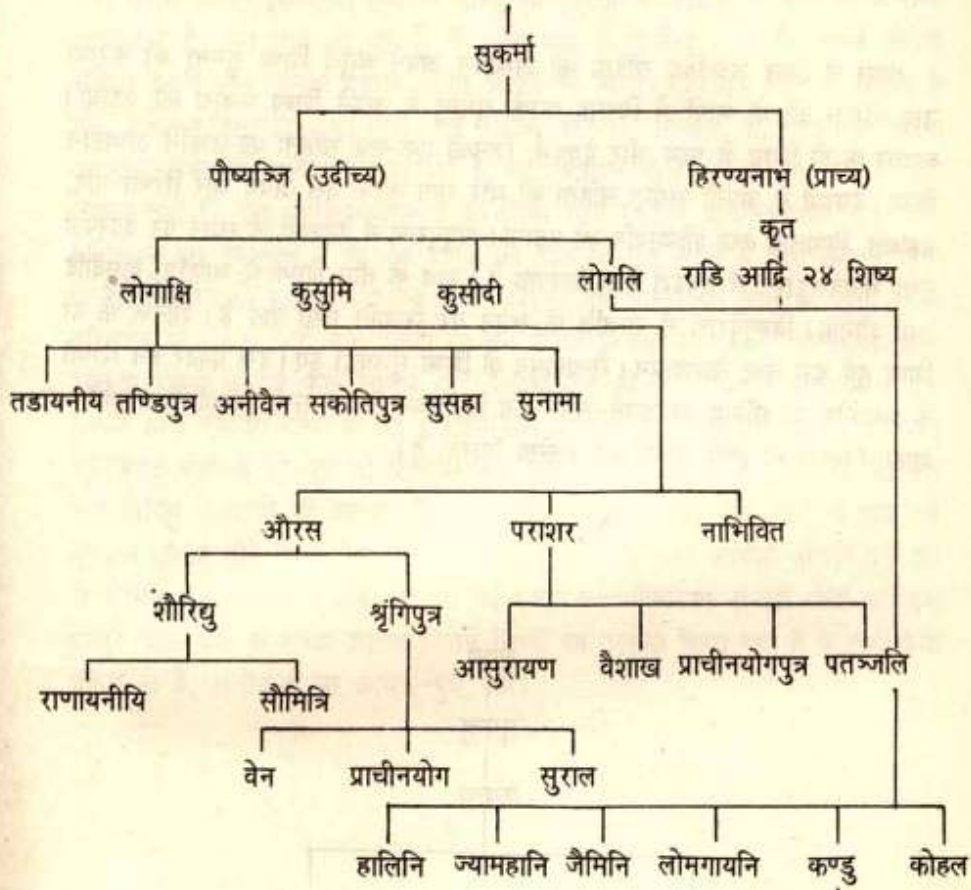 सुकर्मा
पौष्यञ्जि (उदीच्य) हिरण्यनाभ (प्राच्य)
कृत
लोगाक्षि कुसुमि कुसीदी लोगलि राडि आद्रि २४ शिष्य
तडायनीय तण्डिपुत्र अनीवैन सकोतिपुत्र सुसहा सुनामा
औरस पराशर नाभिवित
शौरिद्यु श्रृंगिपुत्र
आसुरायण वैशाख प्राचीनयोगपुत्र पतञ्जलि
राणायनीयि सौमित्रि
वेन प्राचीनयोग सुराल
हालिनि ज्यामहानि जैमिनि लोमगायनि कण्डु कोहल